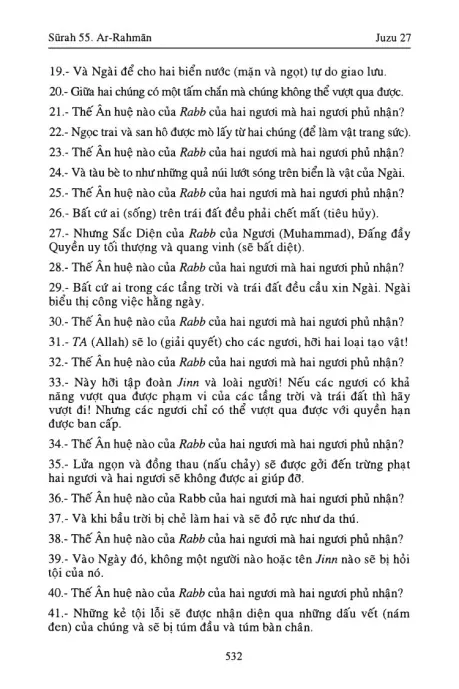 Sūrah 55. Ar-Rahmān Juzu 27
19.- Và Ngài để cho hai biển nước (mặn và ngọt) tự do giao lưu.
20.- Giữa hai chúng có một tấm chắn mà chúng không thể vượt qua được.
21.- Thế Ân huệ nào của Rabb của hai ngươi mà hai ngươi phủ nhận?
22.- Ngọc trai và san hô được mò lấy từ hai chúng (để làm vật trang sức).
23.- Thế Ân huệ nào của Rabb của hai ngươi mà hai ngươi phủ nhận?
24.- Và tàu bè to như những quả núi lướt sóng trên biển là vật của Ngài.
25.- Thế Ân huệ nào của Rabb của hai ngươi mà hai ngươi phủ nhận?
26.- Bất cứ ai (sống) trên trái đất đều phải chết mất (tiêu hủy).
27.- Nhưng Sắc Diện của Rabb của Ngươi (Muhammad), Đấng đầy
Quyền uy tối thượng và quang vinh (sẽ bất diệt).
28.- Thế Ân huệ nào của Rabb của hai ngươi mà hai ngươi phủ nhận?
29.- Bất cứ ai trong các tầng trời và trái đất đều cầu xin Ngài. Ngài
biểu thị công việc hằng ngày.
30.- Thế Ân huệ nào của Rabb của hai ngươi mà hai ngươi phủ nhận?
31.- TA (Allah) sẽ lo (giải quyết) cho các ngươi, hỡi hai loại tạo vật!
32.- Thế Ân huệ nào của Rabb của hai ngươi mà hai ngươi phủ nhận?
33.- Này hỡi tập đoàn Jinn và loài người! Nếu các ngươi có khả
năng vượt qua được phạm vi của các tầng trời và trái đất thì hãy
vượt đi! Nhưng các ngươi chỉ có thể vượt qua được với quyền hạn
được ban cấp.
34.- Thế Ân huệ nào của Rabb của hai ngươi mà hai ngươi phủ nhận?
35.- Lửa ngọn và đồng thau (nấu chảy) sẽ được gởi đến trừng phạt
hai ngươi và hai ngươi sẽ không được ai giúp đỡ.
36.- Thế Ân huệ nào của Rabb của hai ngươi mà hai ngươi phủ nhận?
37.- Và khi bầu trời bị chẻ làm hai và sẽ đỏ rực như da thú.
38.- Thế Ân huệ nào của Rabb của hai ngươi mà hai ngươi phủ nhận?
39.- Vào Ngày đó, không một người nào hoặc tên Jinn nào sẽ bị hỏi
tội của nó.
40.- Thế Ân huệ nào của Rabb của hai ngươi mà hai ngươi phủ nhận?
41.- Những kẻ tội lỗi sẽ được nhận diện qua những dấu vết (nám
đen) của chúng và sẽ bị túm đầu và túm bàn chân.
532